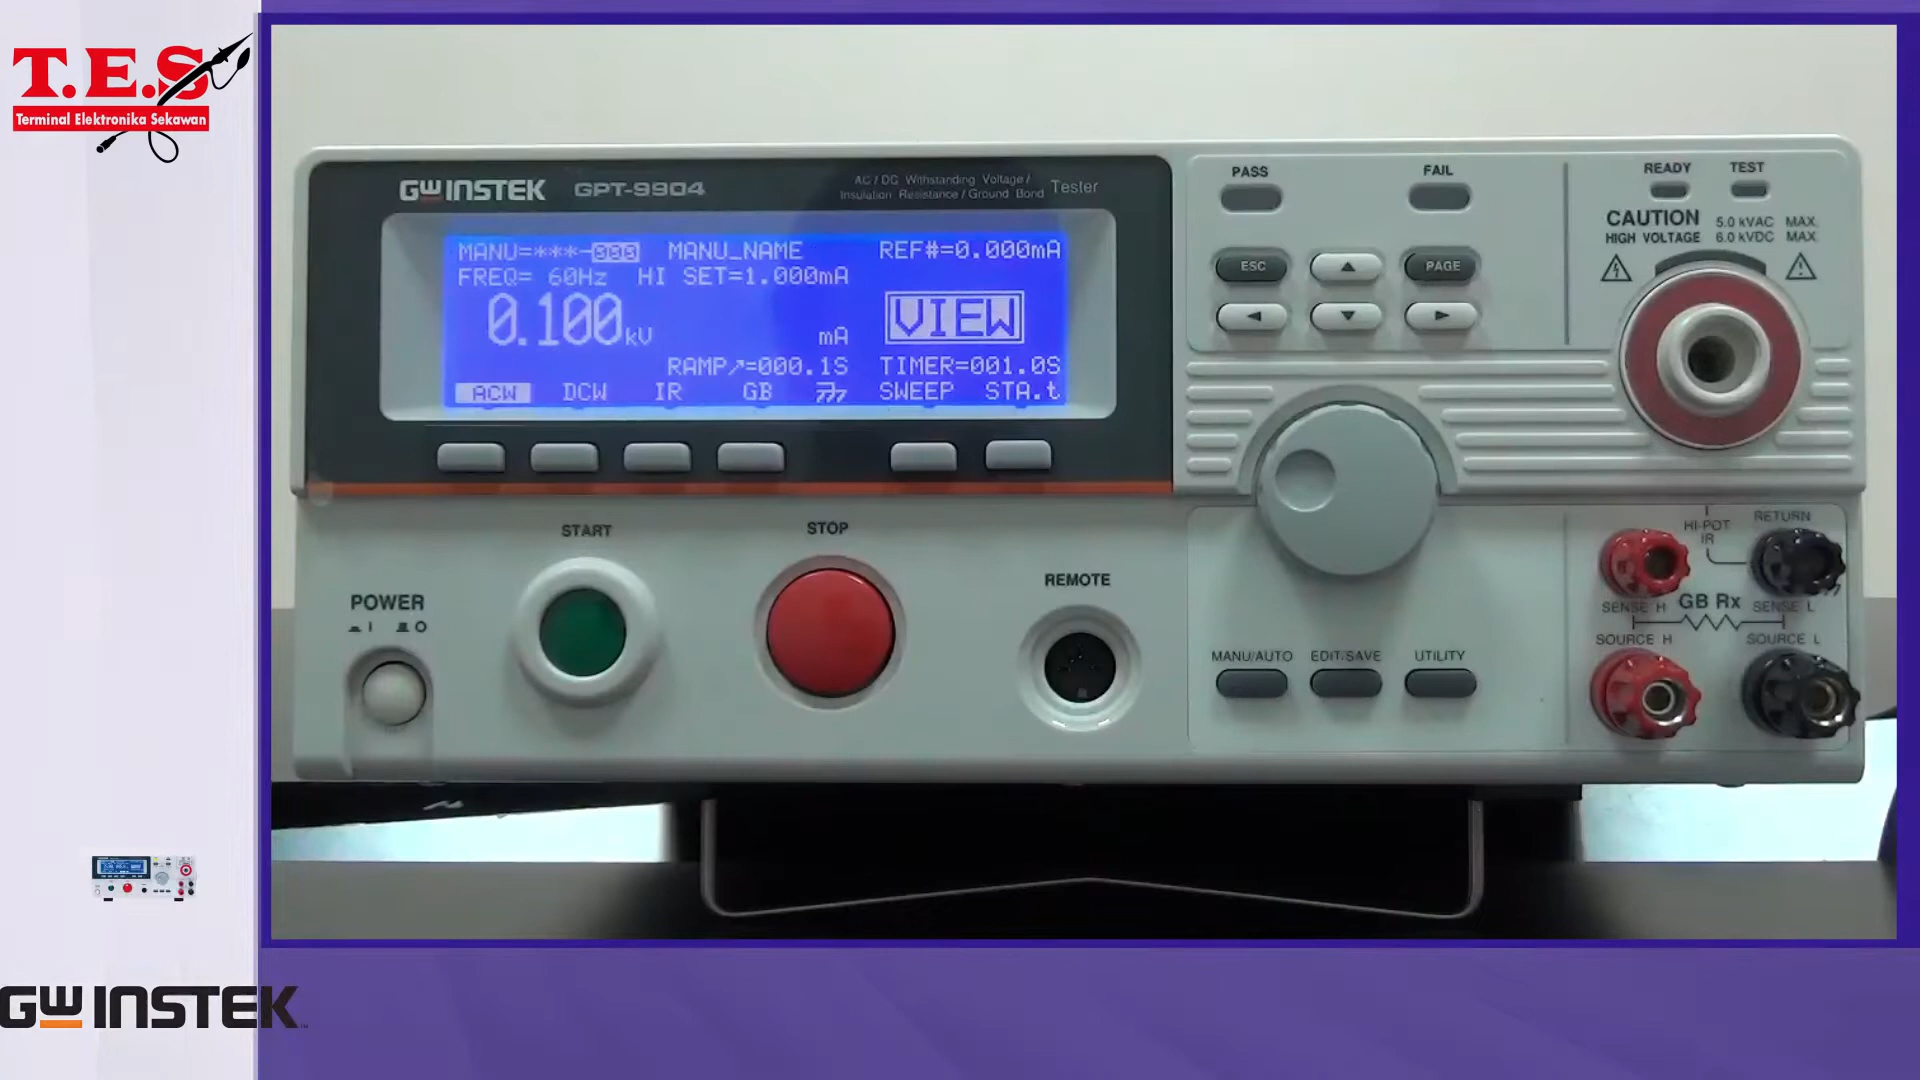 T.E.S
Terminal Elektronika Sekawan
GWINSTEK GPT-9904
AC / DC Withstanding Voltage /
Insulation Resistance / Ground Bond Tester
MANU=***-000 MANU_NAME REF#=0.000mA
FREQ= 60Hz HI SET=1.000mA
0.100kV mA VIEW
RAMP↗=000.1S TIMER=001.0S
ACW DCW IR GB SWEEP STA.t
PASS FAIL
READY TEST
CAUTION 5.0 kVAC MAX.
HIGH VOLTAGE 6.0 kVDC MAX.
ESC ▲ PAGE
◄ ▼ ►
START STOP
POWER
I O
REMOTE
MANU/AUTO EDIT/SAVE UTILITY
HI-POT
IR
RETURN
SENSE H GB Rx SENSE L
SOURCE H SOURCE L
GWINSTEK